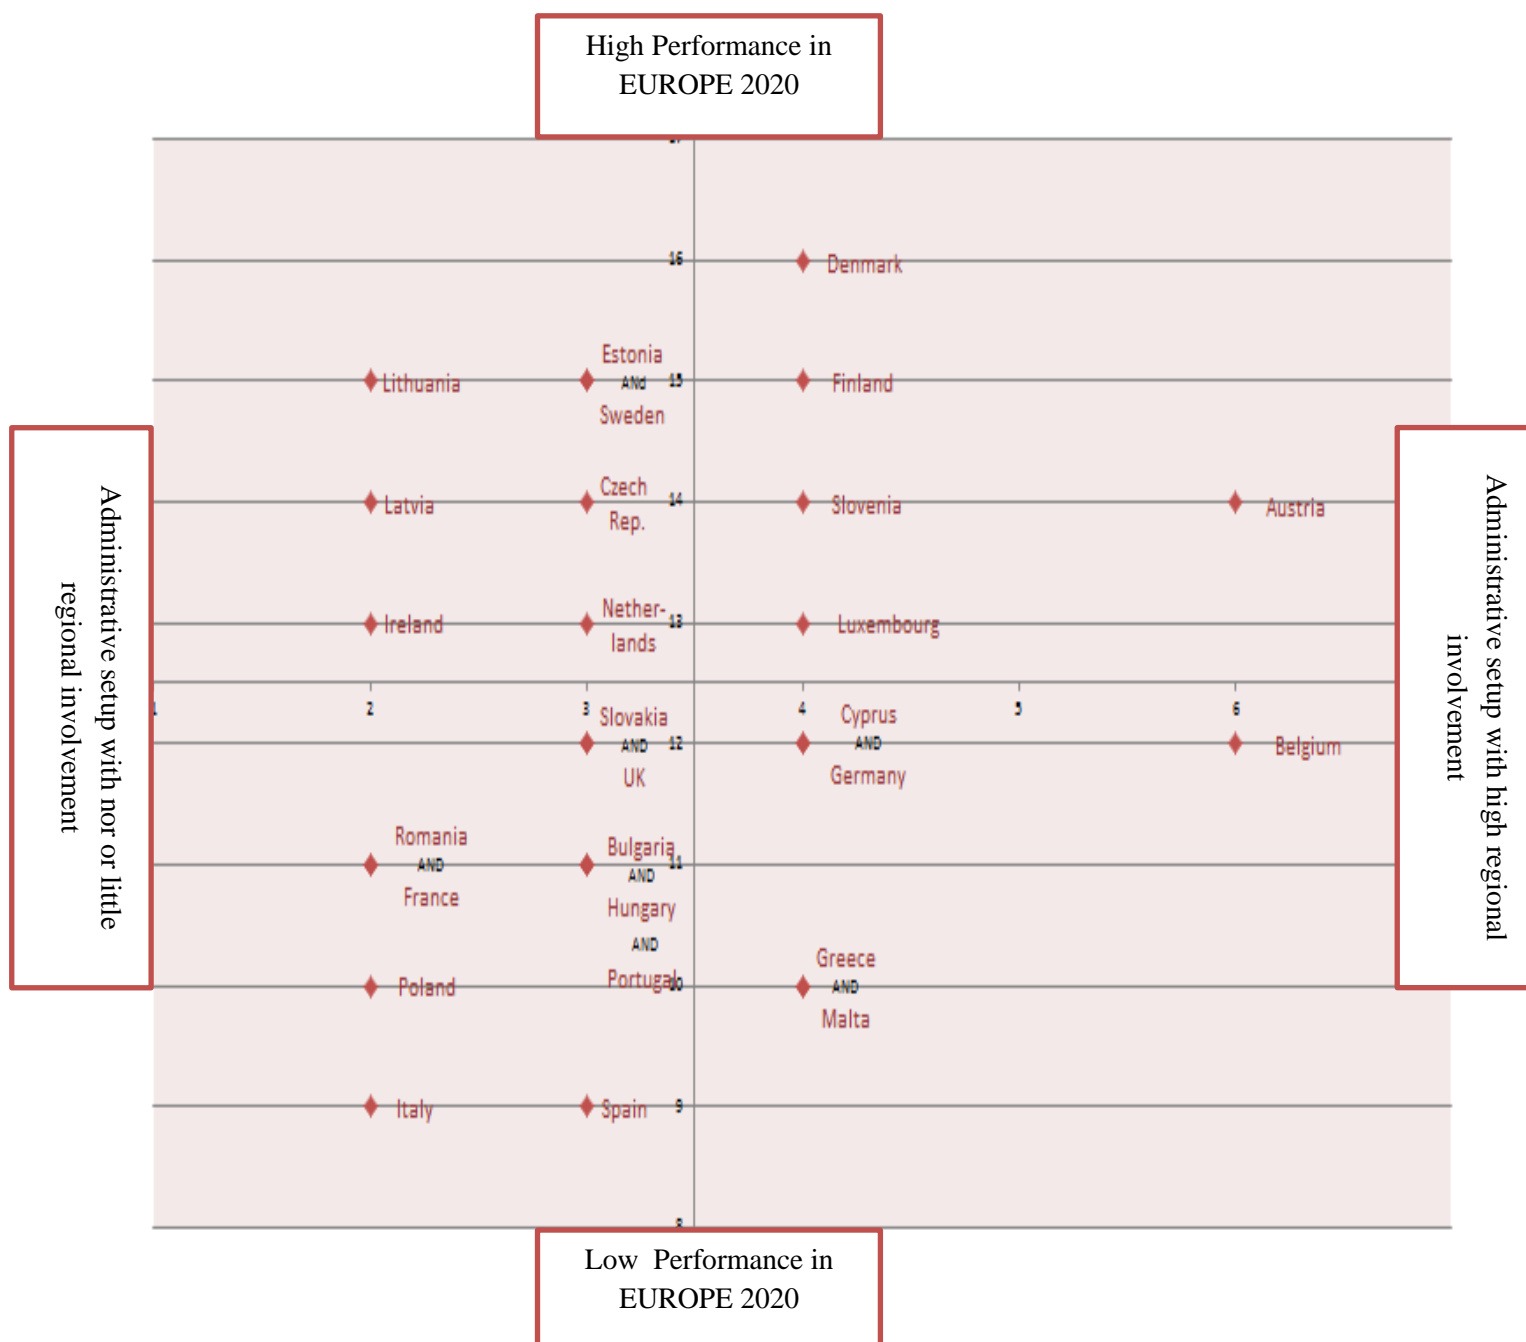 High Performance in
EUROPE 2020
17
16
Denmark
Estonia
Lithuania
ANd
15
Finland
Sweden
Czech
Rep.
Latvia
14
Slovenia
Austria
Nether-
lands
Ireland
13
Luxembourg
1
2
3
4
5
6
Slovakia
AND
UK
12
Cyprus
AND
Germany
Belgium
Romania
AND
France
Bulgaria
11
AND
Hungary
AND
Portugal
10
Poland
Greece
AND
Malta
Italy
Spain
9
8
Administrative setup with nor or little
regional involvement
Administrative setup with high regional
involvement
Low Performance in
EUROPE 2020